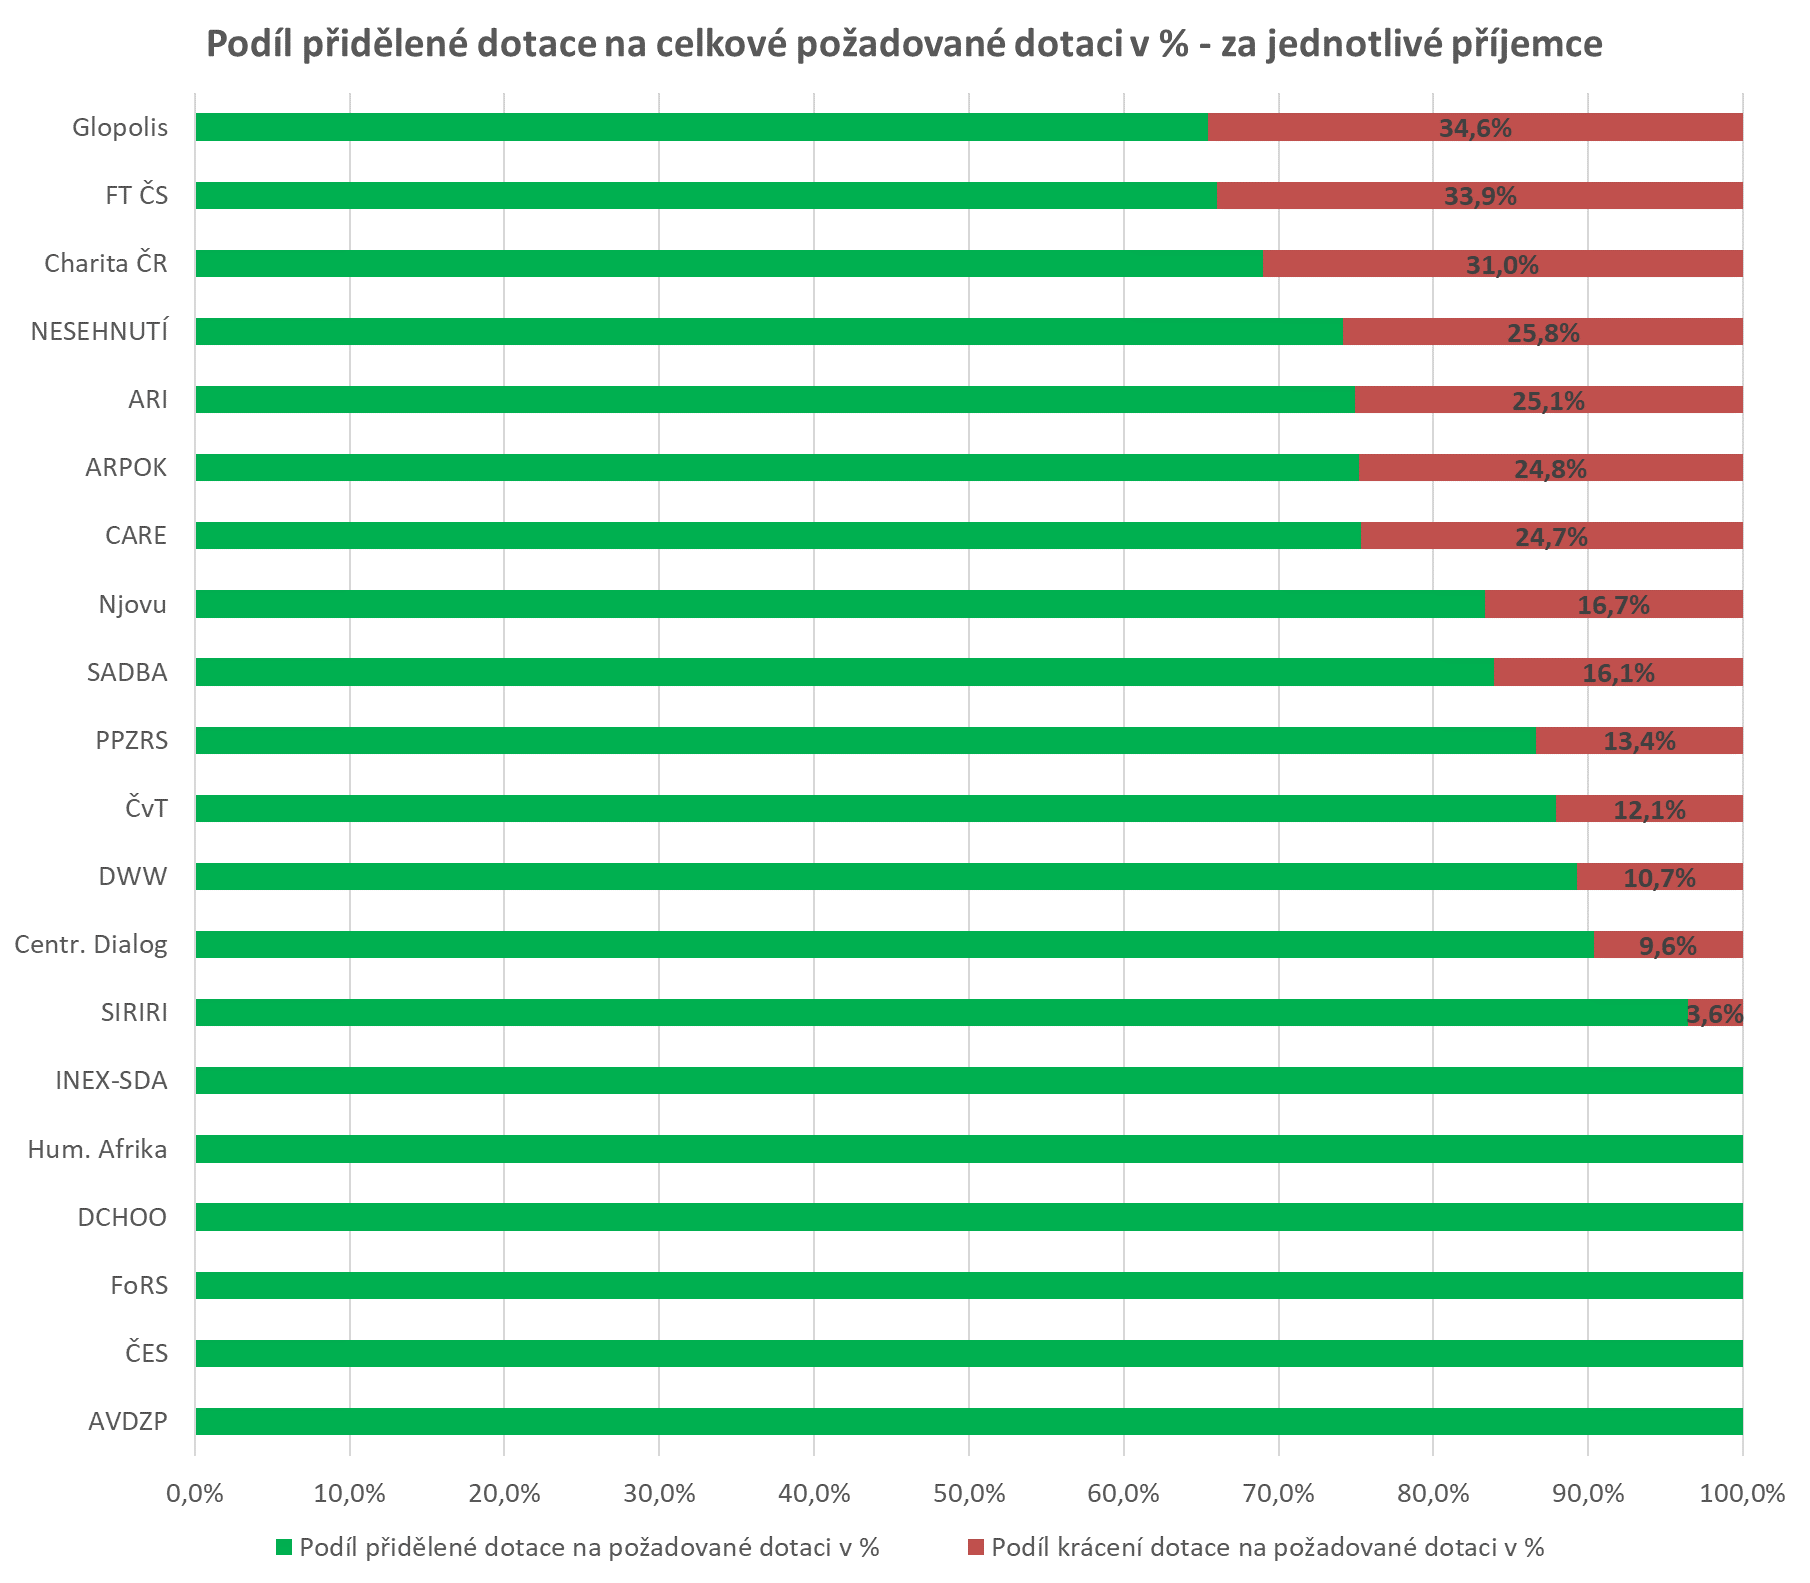 Podíl přidělené dotace na celkové požadované dotaci v % - za jednotlivé příjemce
Glopolis 34,6%
FT ČS 33,9%
Charita ČR 31,0%
NESEHNUTÍ 25,8%
ARI 25,1%
ARPOK 24,8%
CARE 24,7%
Njovu 16,7%
SADBA 16,1%
PPZRS 13,4%
ČvT 12,1%
DWW 10,7%
Centr. Dialog 9,6%
SIRIRI 3,6%
INEX-SDA
Hum. Afrika
DCHOO
FoRS
ČES
AVDZP
0,0% 10,0% 20,0% 30,0% 40,0% 50,0% 60,0% 70,0% 80,0% 90,0% 100,0%
Podíl přidělené dotace na požadované dotaci v % Podíl krácení dotace na požadované dotaci v %